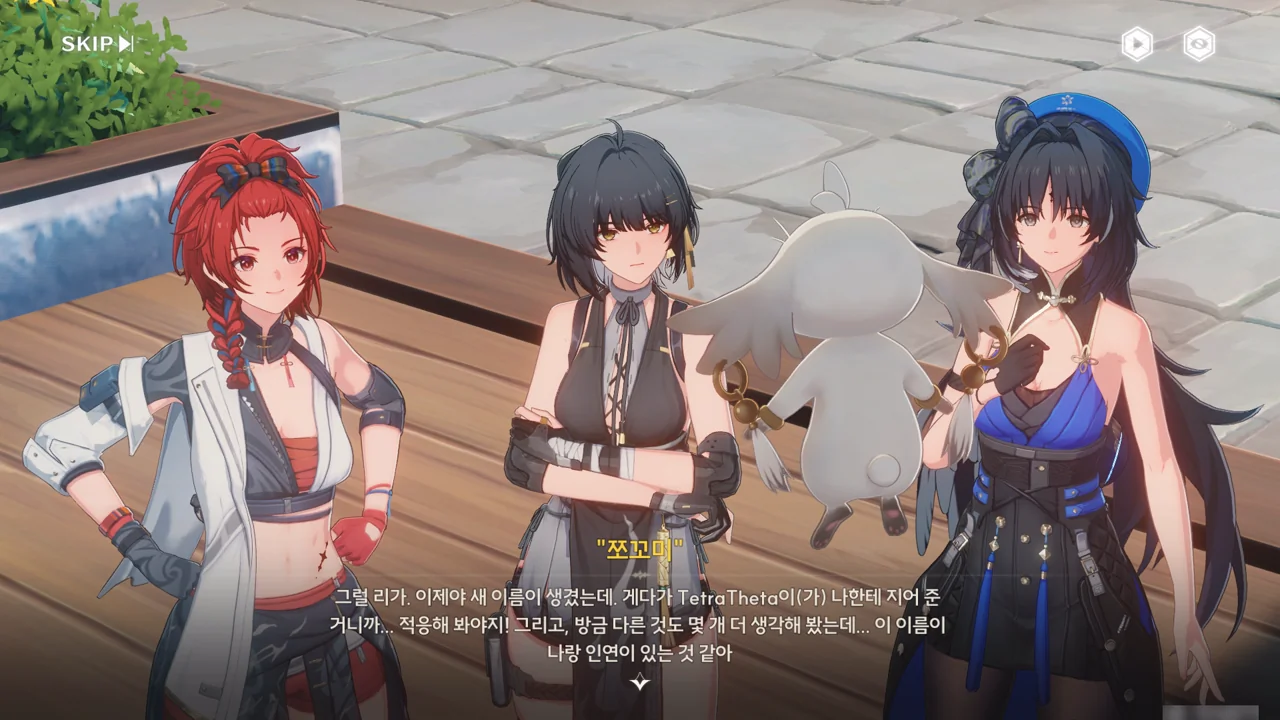 SKIP
"쪼꼬미"
그럴 리가. 이제야 새 이름이 생겼는데. 게다가 TetraTheta이(가) 나한테 지어 준
거니까... 적응해 봐야지! 그리고, 방금 다른 것도 몇 개 더 생각해 봤는데... 이 이름이
나랑 인연이 있는 것 같아